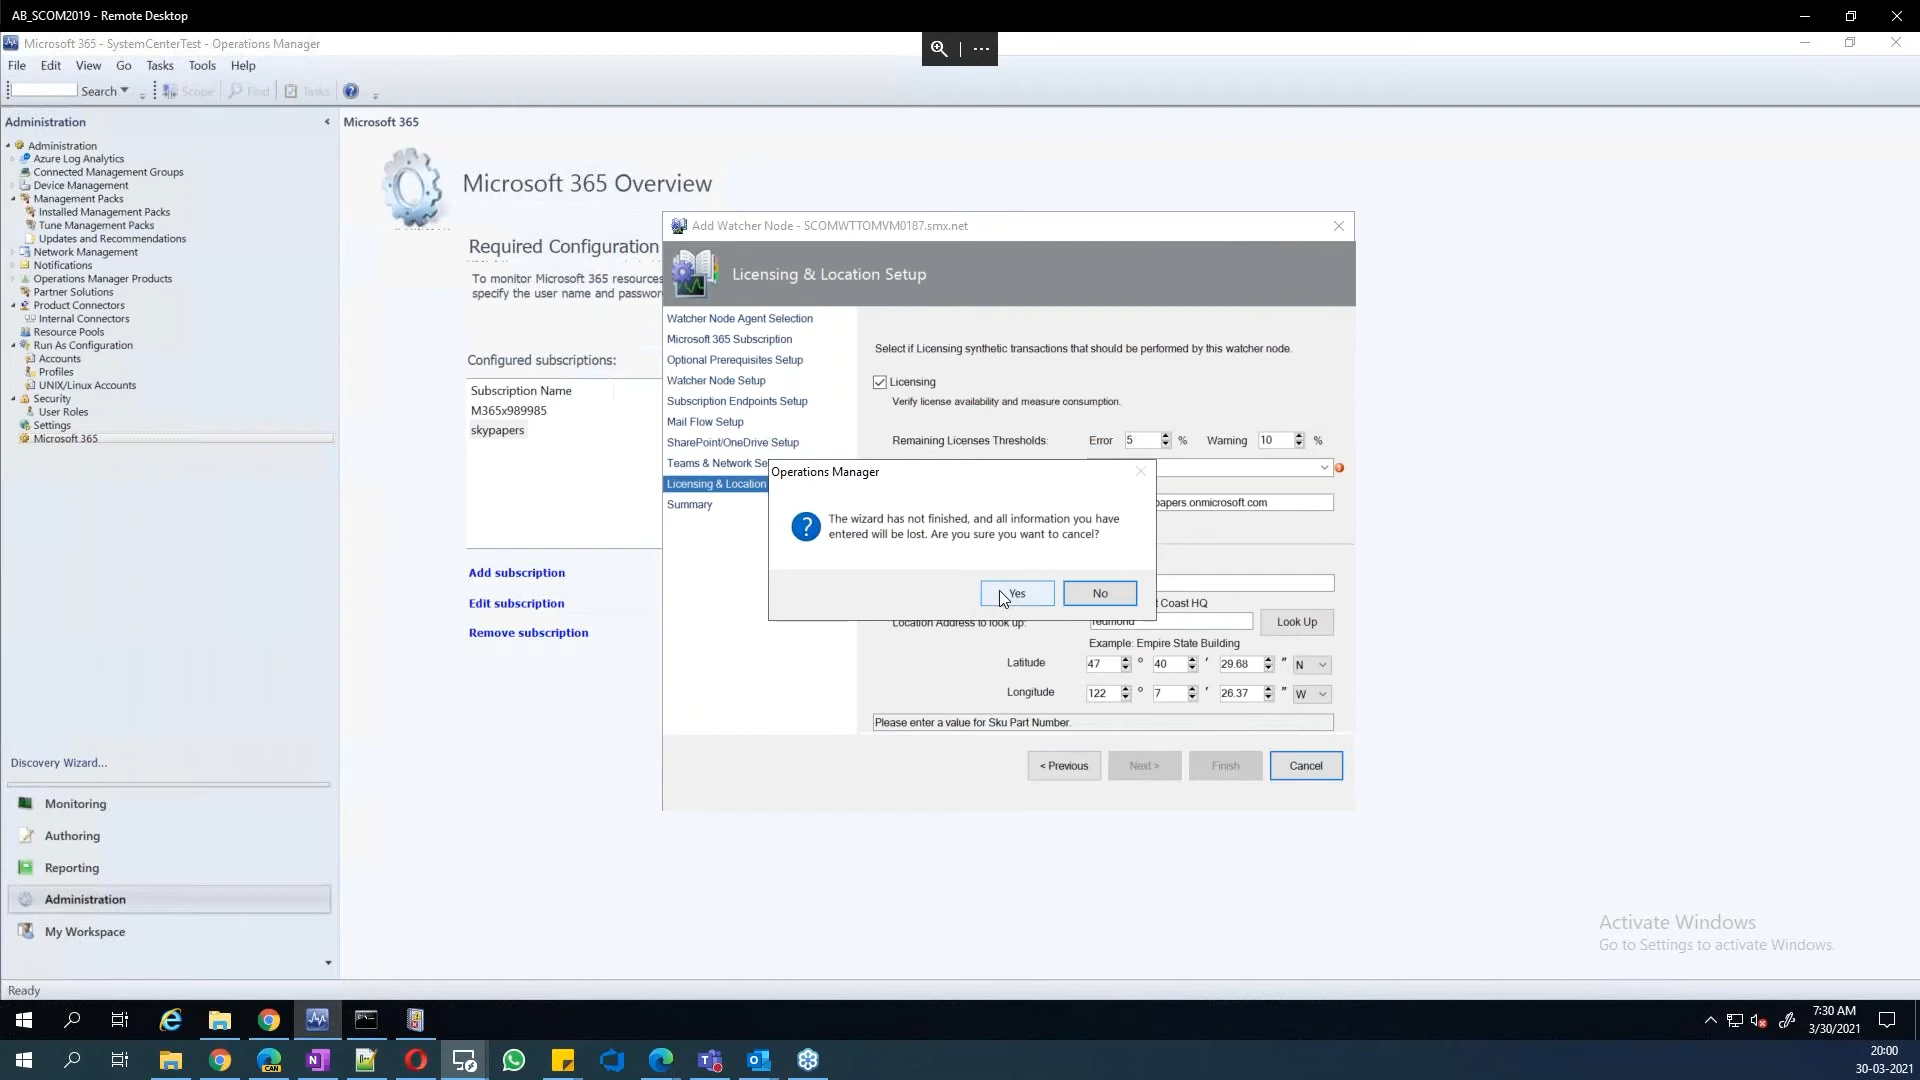 AB_SCOM2019 - Remote Desktop
Microsoft 365 - SystemCenterTest - Operations Manager
File Edit View Go Tasks Tools Help
Search Scope Find Tasks
Administration
Microsoft 365
Administration
Azure Log Analytics
Connected Management Groups
Device Management
Management Packs
Installed Management Packs
Tune Management Packs
Updates and Recommendations
Network Management
Notifications
Operations Manager Products
Partner Solutions
Product Connectors
Internal Connectors
Resource Pools
Run As Configuration
Accounts
Profiles
UNIX/Linux Accounts
Security
User Roles
Settings
Microsoft 365
Discovery Wizard...
Monitoring
Authoring
Reporting
Administration
My Workspace
Ready
Microsoft 365 Overview
Required Configuration
To monitor Microsoft 365 resources
specify the user name and passwor
Configured subscriptions:
Subscription Name
M365x989985
skypapers
Add subscription
Edit subscription
Remove subscription
Add Watcher Node - SCOMWTTOMVM0187.smx.net
Licensing & Location Setup
Watcher Node Agent Selection
Microsoft 365 Subscription
Optional Prerequisites Setup
Watcher Node Setup
Subscription Endpoints Setup
Mail Flow Setup
SharePoint/OneDrive Setup
Teams & Network Se
Licensing & Location
Summary
Select if Licensing synthetic transactions that should be performed by this watcher node.
Licensing
Verify license availability and measure consumption.
Remaining Licenses Thresholds: Error 5 % Warning 10 %
papers.onmicrosoft.com
t Coast HQ
Location Address to look up: redmond Look Up
Example: Empire State Building
Latitude 47 ° 40 ' 29.68 " N
Longitude 122 ° 7 ' 26.37 " W
Please enter a value for Sku Part Number.
< Previous Next > Finish Cancel
Operations Manager
?
The wizard has not finished, and all information you have
entered will be lost. Are you sure you want to cancel?
Yes No
Activate Windows
Go to Settings to activate Windows.
7:30 AM
3/30/2021
CAN
20:00
30-03-2021